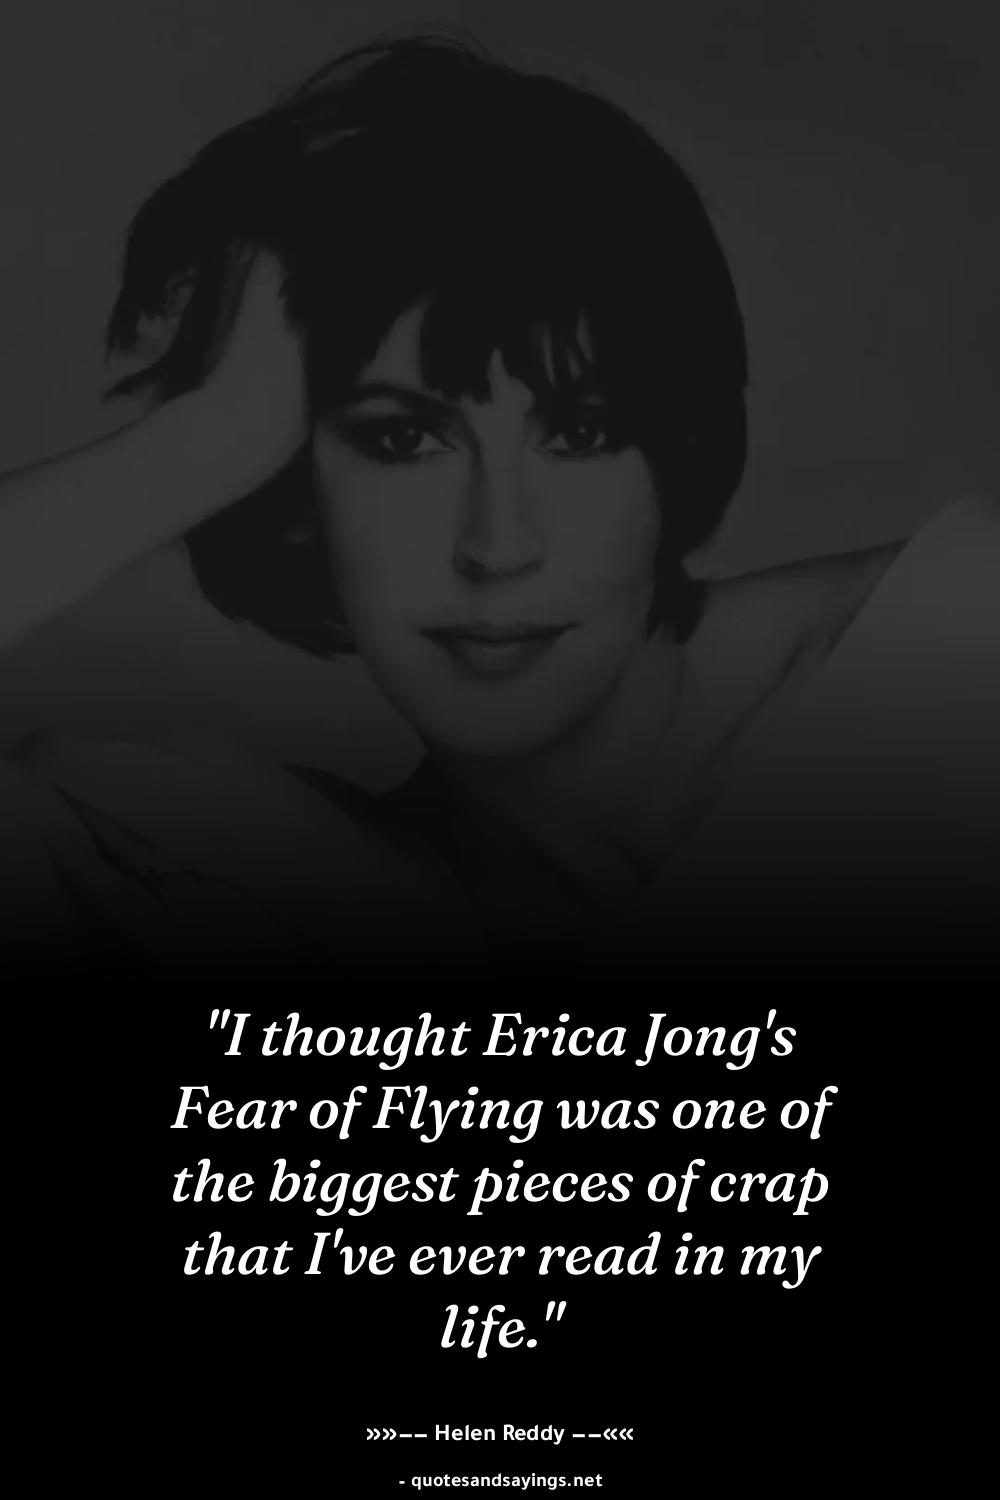 "I thought Erica Jong's
Fear of Flying was one of
the biggest pieces of crap
that I've ever read in my
life."
»»–– Helen Reddy ––««
- quotesandsayings.net